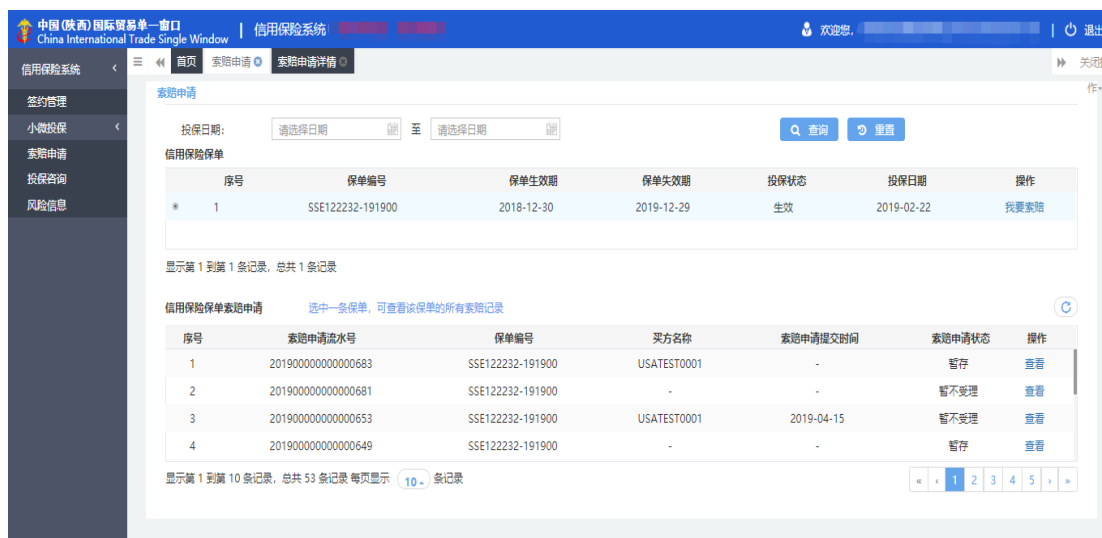 中国(陕西)国际贸易单一窗口
China International Trade Single Window
信用保险系统
欢迎您,
退出
信用保险系统
首页
索赔申请
索赔申请详情
签约管理
小微投保
索赔申请
投保咨询
风险信息
索赔申请
作
投保日期: 请选择日期 至 请选择日期 查询 重置
信用保险保单
序号 保单编号 保单生效期 保单失效期 投保状态 投保日期 操作
1 SSE122232-191900 2018-12-30 2019-12-29 生效 2019-02-22 我要索赔
显示第 1 到第 1 条记录, 总共 1 条记录
信用保险保单索赔申请 选中一条保单, 可查看该保单的所有索赔记录
序号 索赔申请流水号 保单编号 买方名称 索赔申请提交时间 索赔申请状态 操作
1 201900000000000683 SSE122232-191900 USATEST0001 - 暂存 查看
2 201900000000000681 SSE122232-191900 - - 暂不受理 查看
3 201900000000000653 SSE122232-191900 USATEST0001 2019-04-15 暂不受理 查看
4 201900000000000649 SSE122232-191900 - - 暂存 查看
显示第 1 到第 10 条记录, 总共 53 条记录 每页显示 10 条记录
« ‹ 1 2 3 4 5 › »